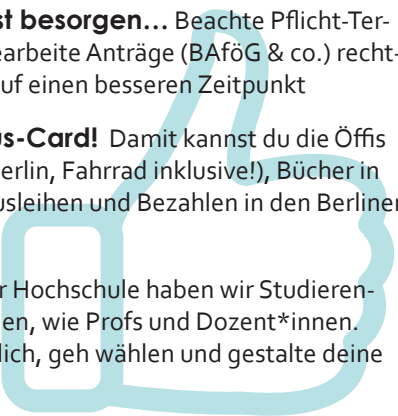 st besorgen… Beachte Pflicht-Ter-
earbeite Anträge (BAföG & co.) recht-
uf einen besseren Zeitpunkt
us-Card! Damit kannst du die Öffis
erlin, Fahrrad inklusive!), Bücher in
usleihen und Bezahlen in den Berliner
r Hochschule haben wir Studieren-
en, wie Profs und Dozent*innen.
lich, geh wählen und gestalte deine